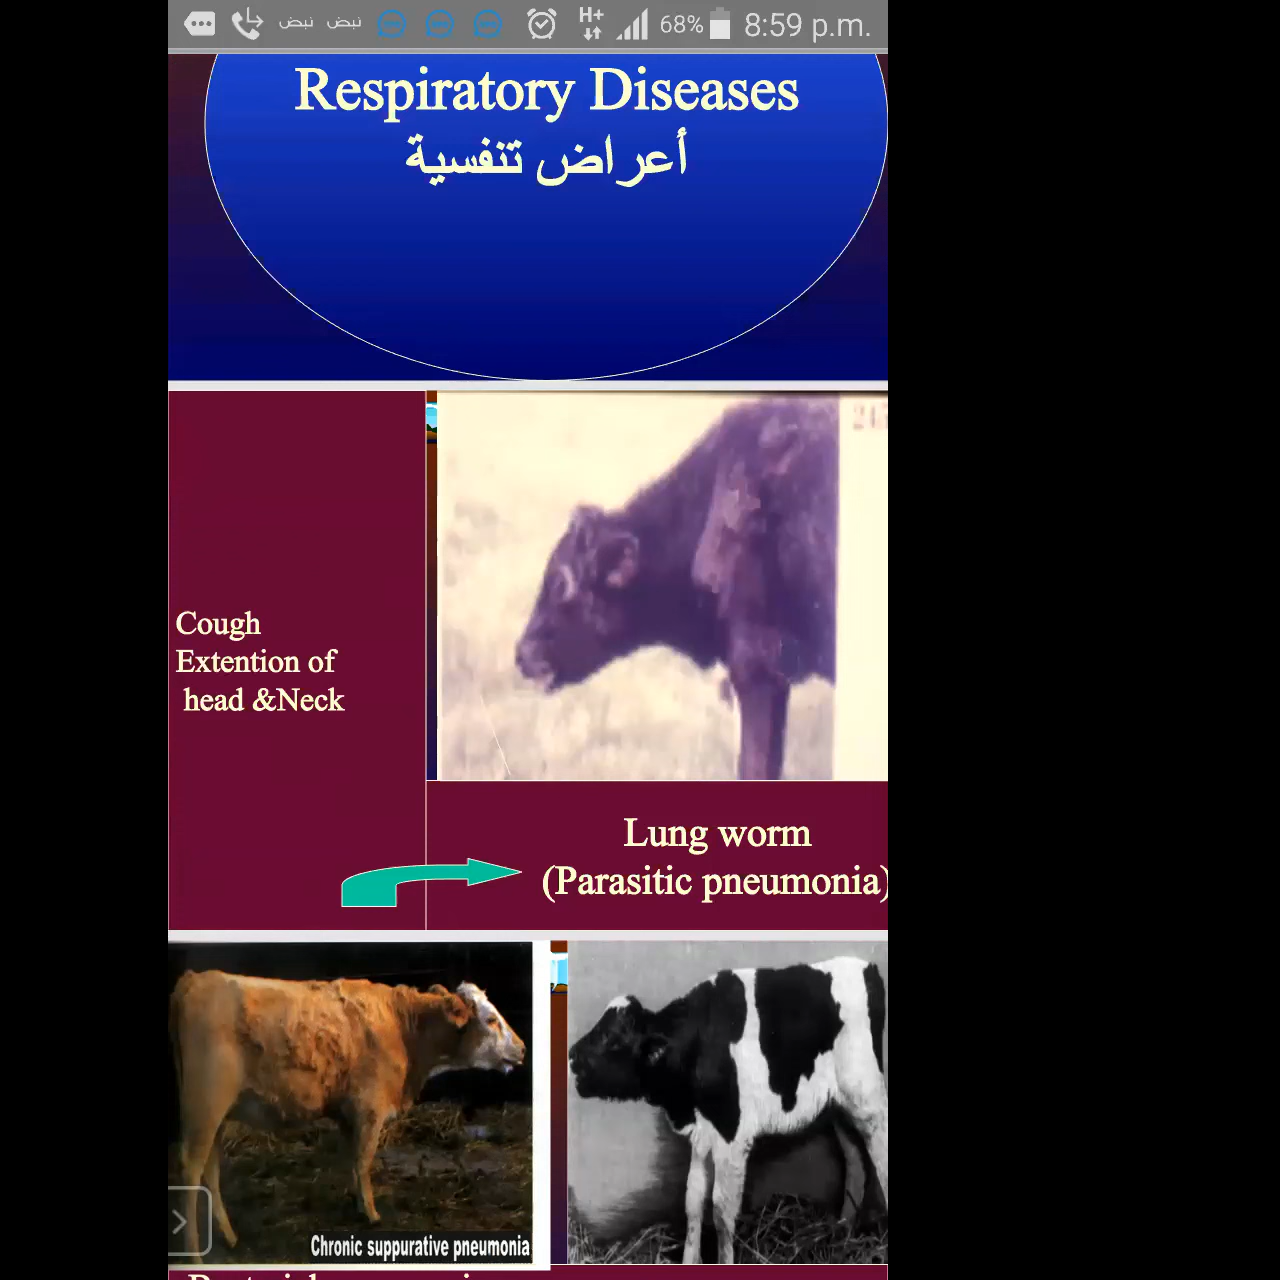 نبض نبض H+ 68% 8:59 p.m.
Respiratory Diseases
أعراض تنفسية
Cough
Extention of
head &Neck
Lung worm
(Parasitic pneumonia)
Chronic suppurative pneumonia